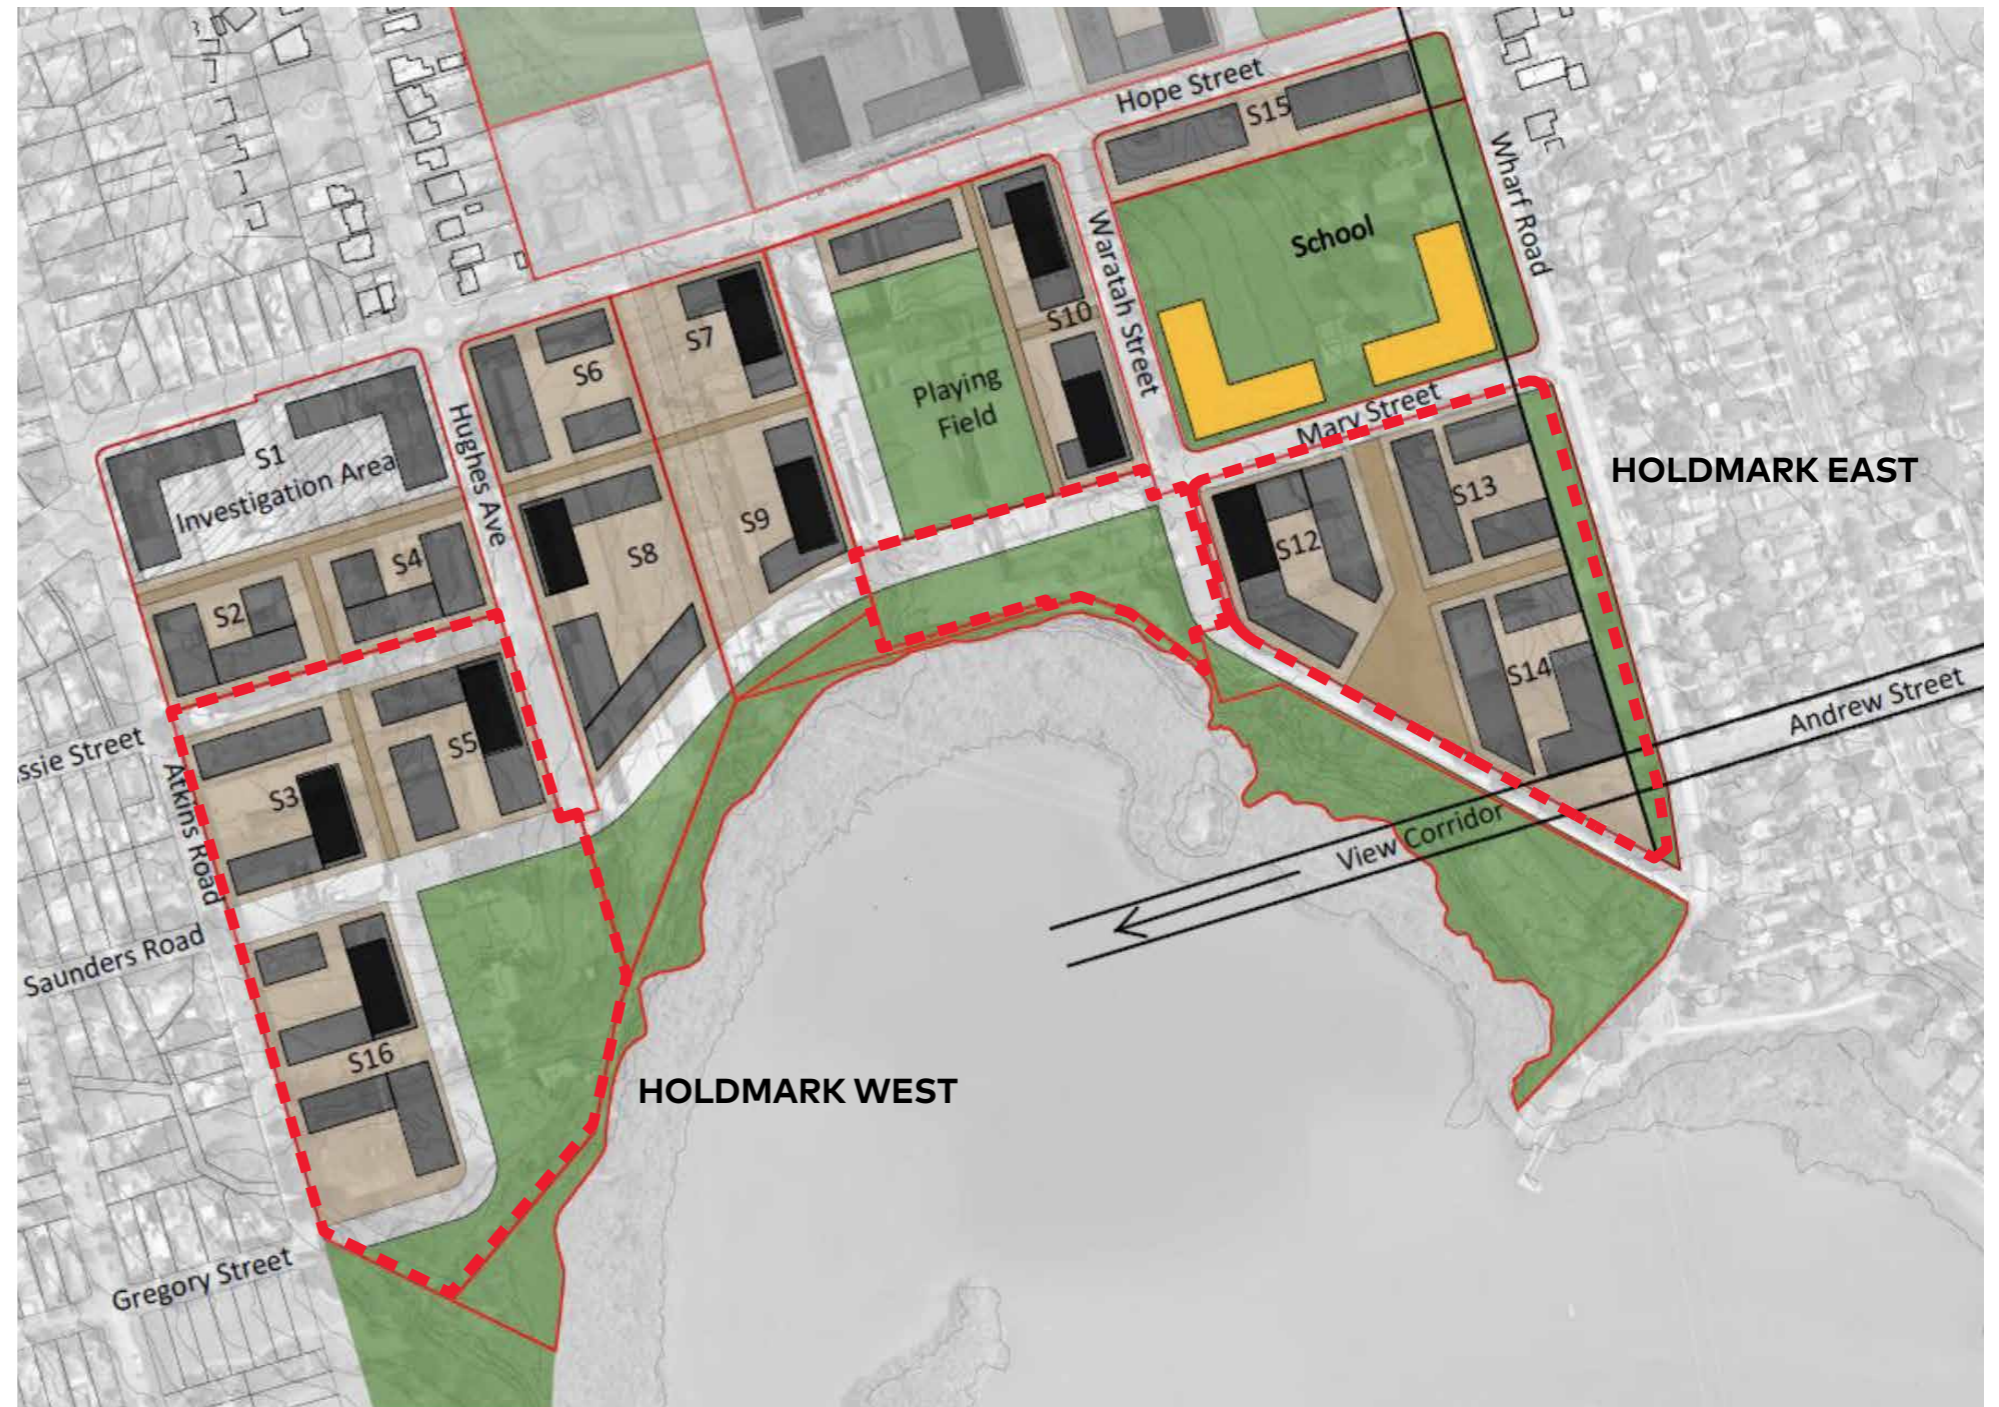 Hope Street
S15
Wharf Road
School
Waratah Street
S10
S7
S6
Playing
Field
Mary Street
HOLDMARK EAST
S1
Investigation Area
Hughes Ave
S13
S9
S12
S8
S4
S2
S14
Andrew Street
ssie Street
S5
S3
Atkins Road
View Corridor
Saunders Road
S16
HOLDMARK WEST
Gregory Street